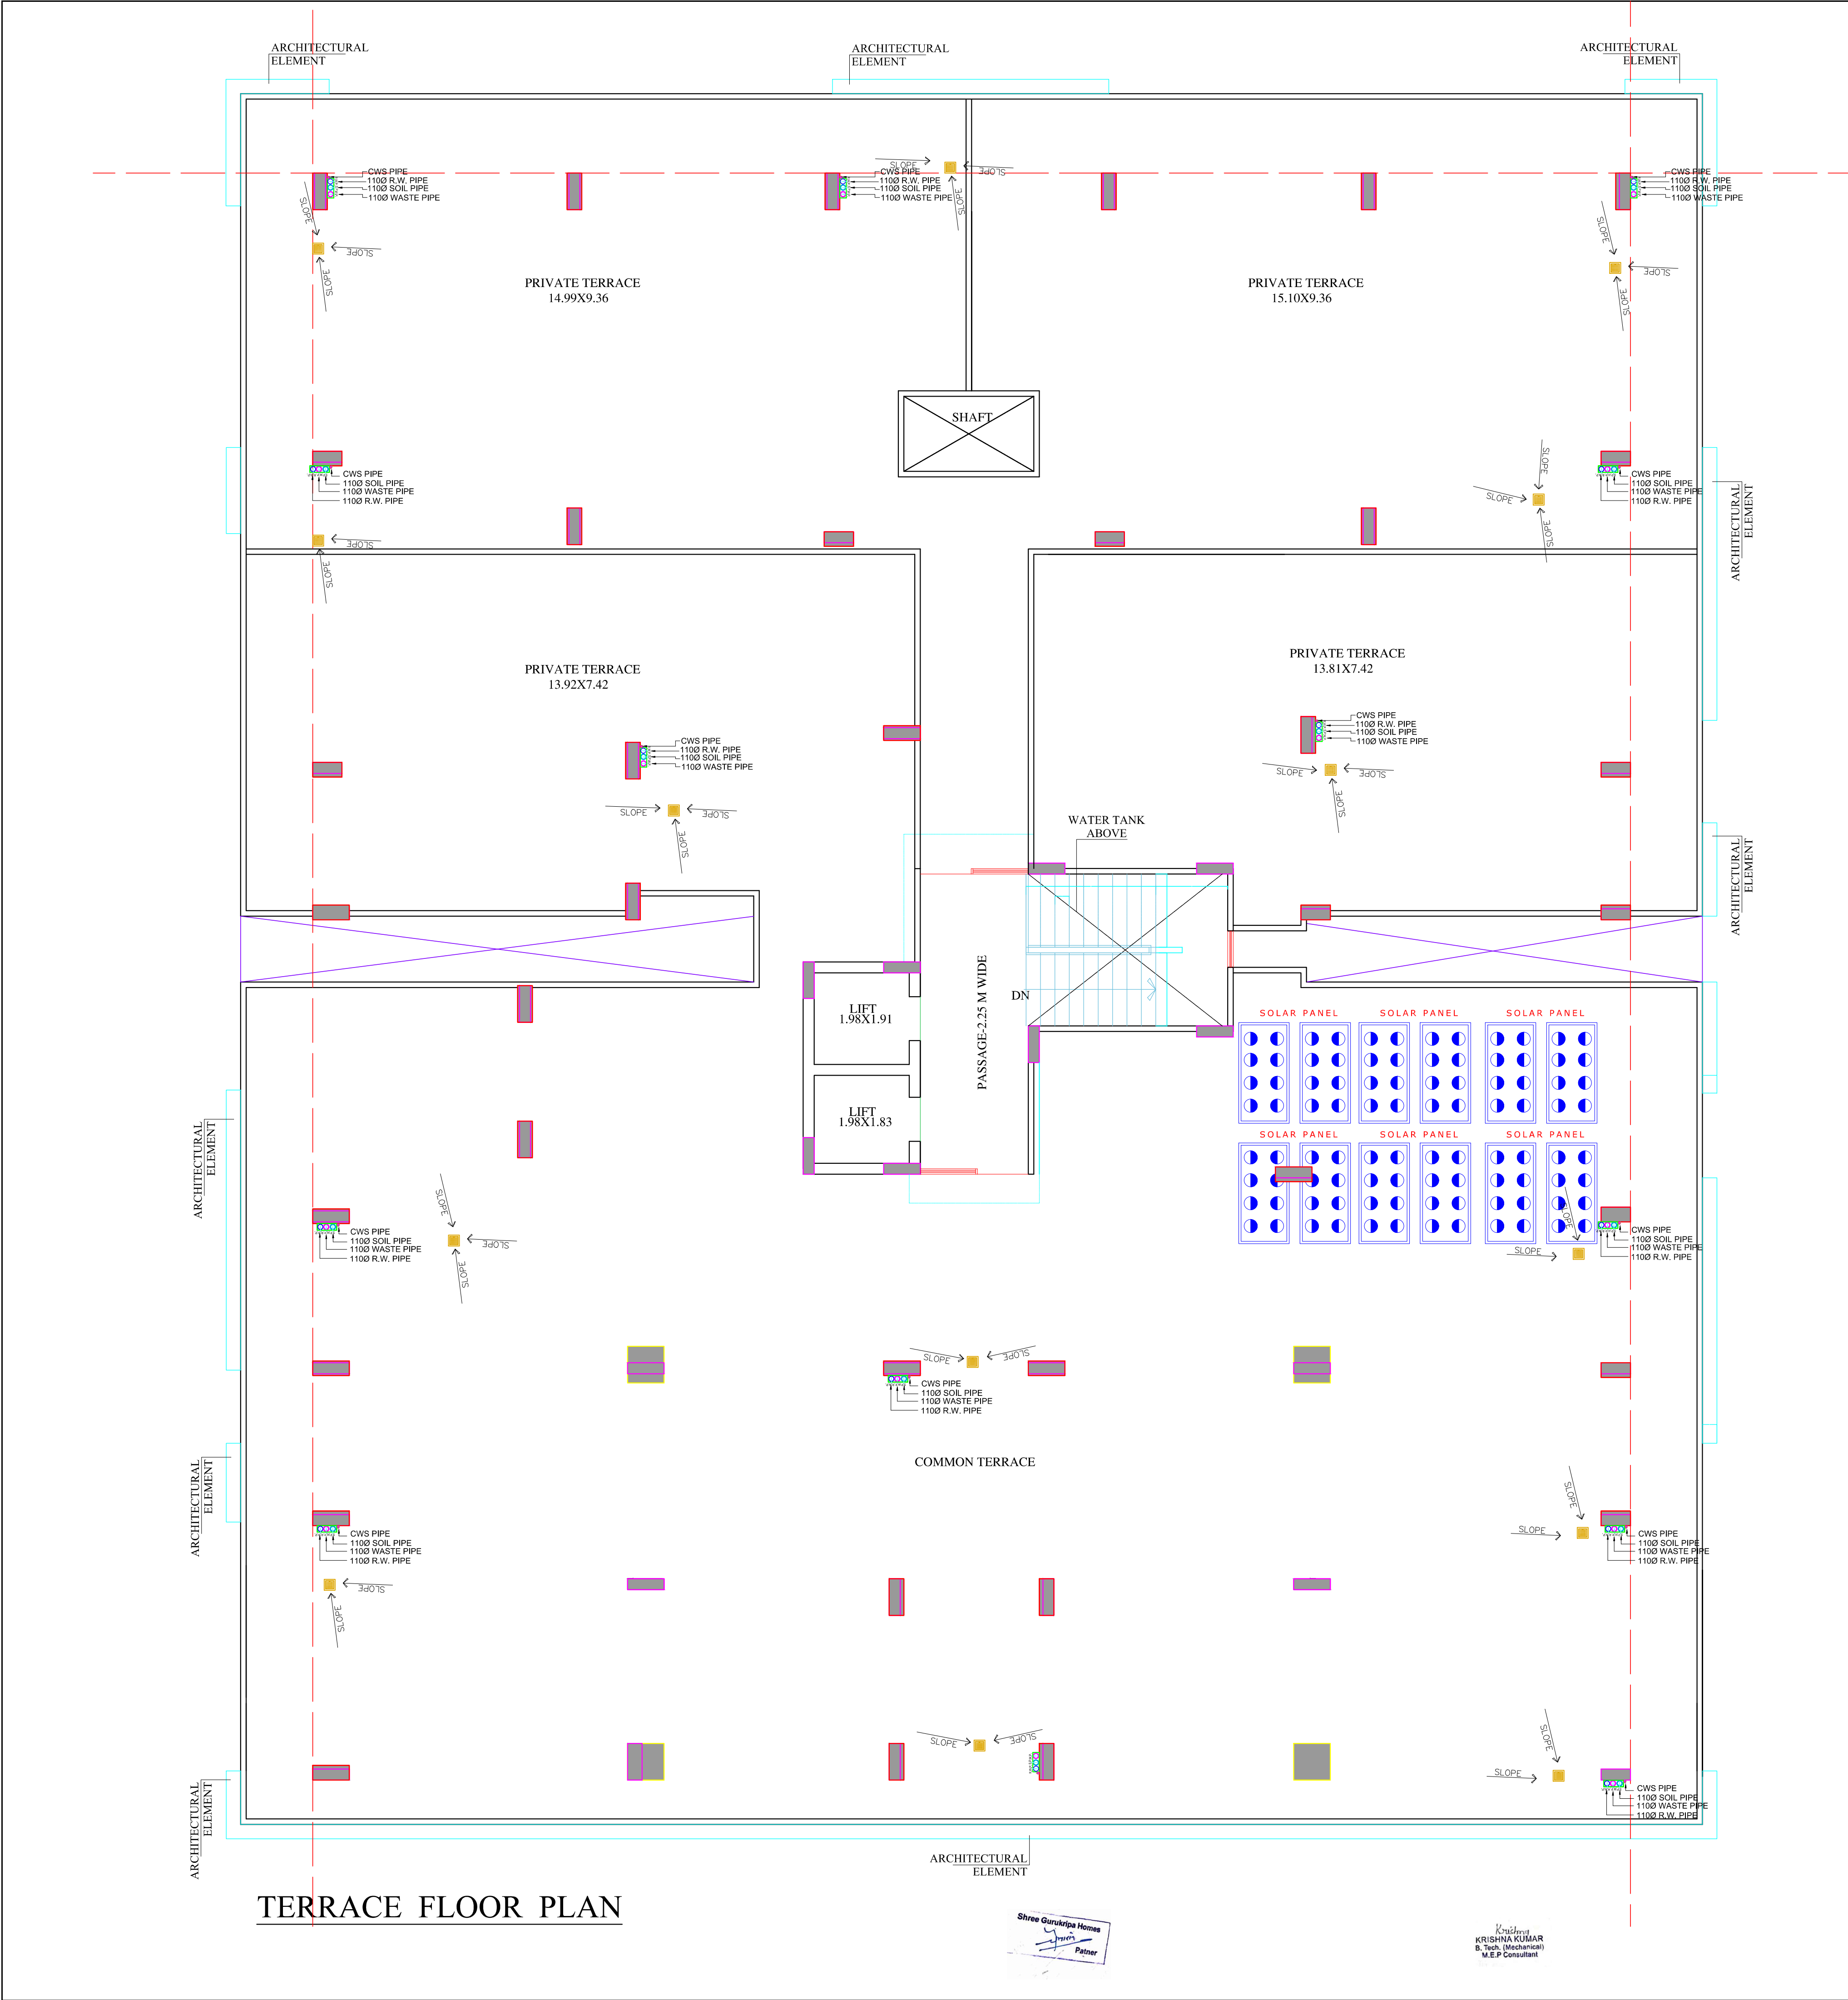 ARCHITECTURAL
ELEMENT
ARCHITECTURAL
ELEMENT
ARCHITECTURAL
ELEMENT
CWS PIPE
110Ø R.W. PIPE
110Ø SOIL PIPE
110Ø WASTE PIPE
SLOPE
SLOPE
SLOPE
CWS PIPE
110Ø R.W. PIPE
110Ø SOIL PIPE
110Ø WASTE PIPE
SLOPE
SLOPE
SLOPE
CWS PIPE
110Ø R.W. PIPE
110Ø SOIL PIPE
110Ø WASTE PIPE
SLOPE
SLOPE
SLOPE
PRIVATE TERRACE
14.99X9.36
PRIVATE TERRACE
15.10X9.36
SHAFT
CWS PIPE
110Ø SOIL PIPE
110Ø WASTE PIPE
110Ø R.W. PIPE
SLOPE
SLOPE
SLOPE
SLOPE
SLOPE
CWS PIPE
110Ø SOIL PIPE
110Ø WASTE PIPE
110Ø R.W. PIPE
ARCHITECTURAL
ELEMENT
PRIVATE TERRACE
13.92X7.42
PRIVATE TERRACE
13.81X7.42
CWS PIPE
110Ø R.W. PIPE
110Ø SOIL PIPE
110Ø WASTE PIPE
SLOPE
SLOPE
SLOPE
CWS PIPE
110Ø R.W. PIPE
110Ø SOIL PIPE
110Ø WASTE PIPE
SLOPE
SLOPE
SLOPE
WATER TANK
ABOVE
ARCHITECTURAL
ELEMENT
LIFT
1.98X1.91
PASSAGE-2.25 M WIDE
DN
LIFT
1.98X1.83
SOLAR PANEL
SOLAR PANEL
SOLAR PANEL
SOLAR PANEL
SOLAR PANEL
SOLAR PANEL
ARCHITECTURAL
ELEMENT
CWS PIPE
110Ø SOIL PIPE
110Ø WASTE PIPE
110Ø R.W. PIPE
SLOPE
SLOPE
SLOPE
SLOPE
SLOPE
CWS PIPE
110Ø SOIL PIPE
110Ø WASTE PIPE
110Ø R.W. PIPE
SLOPE
SLOPE
CWS PIPE
110Ø SOIL PIPE
110Ø WASTE PIPE
110Ø R.W. PIPE
COMMON TERRACE
ARCHITECTURAL
ELEMENT
CWS PIPE
110Ø SOIL PIPE
110Ø WASTE PIPE
110Ø R.W. PIPE
SLOPE
SLOPE
SLOPE
SLOPE
CWS PIPE
110Ø SOIL PIPE
110Ø WASTE PIPE
110Ø R.W. PIPE
SLOPE
SLOPE
SLOPE
SLOPE
CWS PIPE
110Ø SOIL PIPE
110Ø WASTE PIPE
110Ø R.W. PIPE
ARCHITECTURAL
ELEMENT
ARCHITECTURAL
ELEMENT
TERRACE FLOOR PLAN
Shree Gurukripa Homes
Patner
Krishna
KRISHNA KUMAR
B. Tech. (Mechanical)
M.E.P Consultant